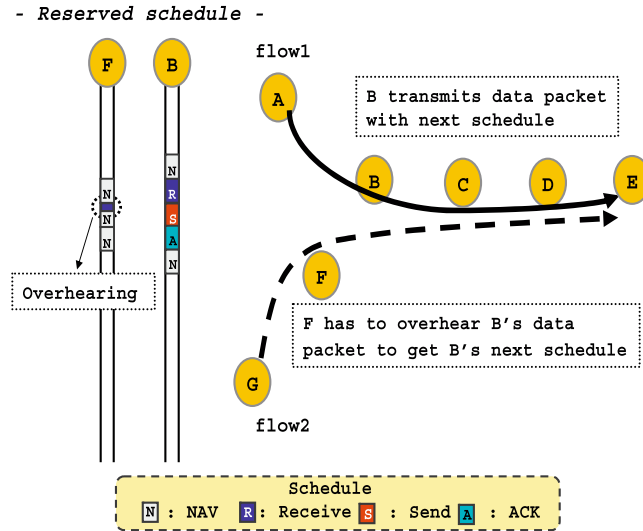 - Reserved schedule -
F
B
flow1
A
B transmits data packet
with next schedule
N
N
R
B
C
D
E
N
S
N
A
N
F
Overhearing
F has to overhear B's data
packet to get B's next schedule
G
flow2
Schedule
N : NAV R : Receive S : Send A : ACK